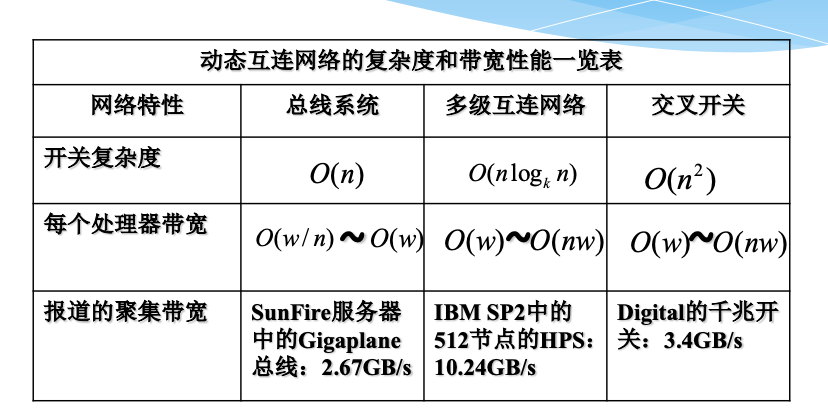 动态互连网络的复杂度和带宽性能一览表
网络特性 总线系统 多级互连网络 交叉开关
开关复杂度 O(n) O(n logₖ n) O(n²)
每个处理器带宽 O(w/n)～O(w) O(w)～O(nw) O(w)～O(nw)
报道的聚集带宽
SunFire服务器
中的Gigaplane
总线：2.67GB/s
IBM SP2中的
512节点的HPS：
10.24GB/s
Digital的千兆开
关：3.4GB/s